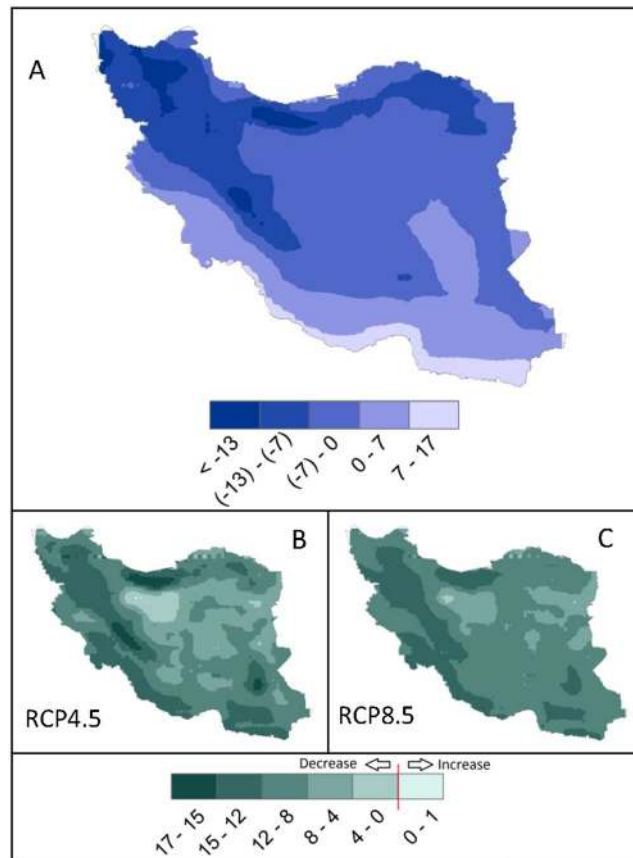 A
< -13
(-13) - (-7)
(-7) - 0
0 - 7
7 - 17
B
RCP4.5
C
RCP8.5
Decrease
Increase
17 - 15
15 - 12
12 - 8
8 - 4
4 - 0
0 - 1